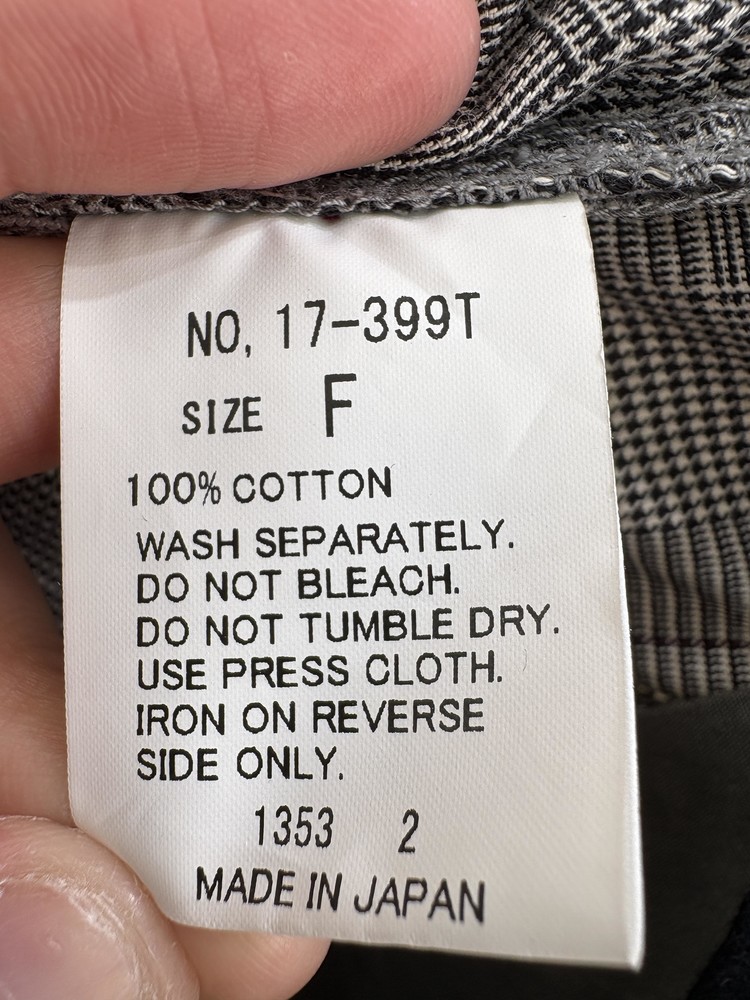 NO, 17-399T
SIZE F
100% COTTON
WASH SEPARATELY.
DO NOT BLEACH.
DO NOT TUMBLE DRY.
USE PRESS CLOTH.
IRON ON REVERSE
SIDE ONLY.
1353 2
MADE IN JAPAN